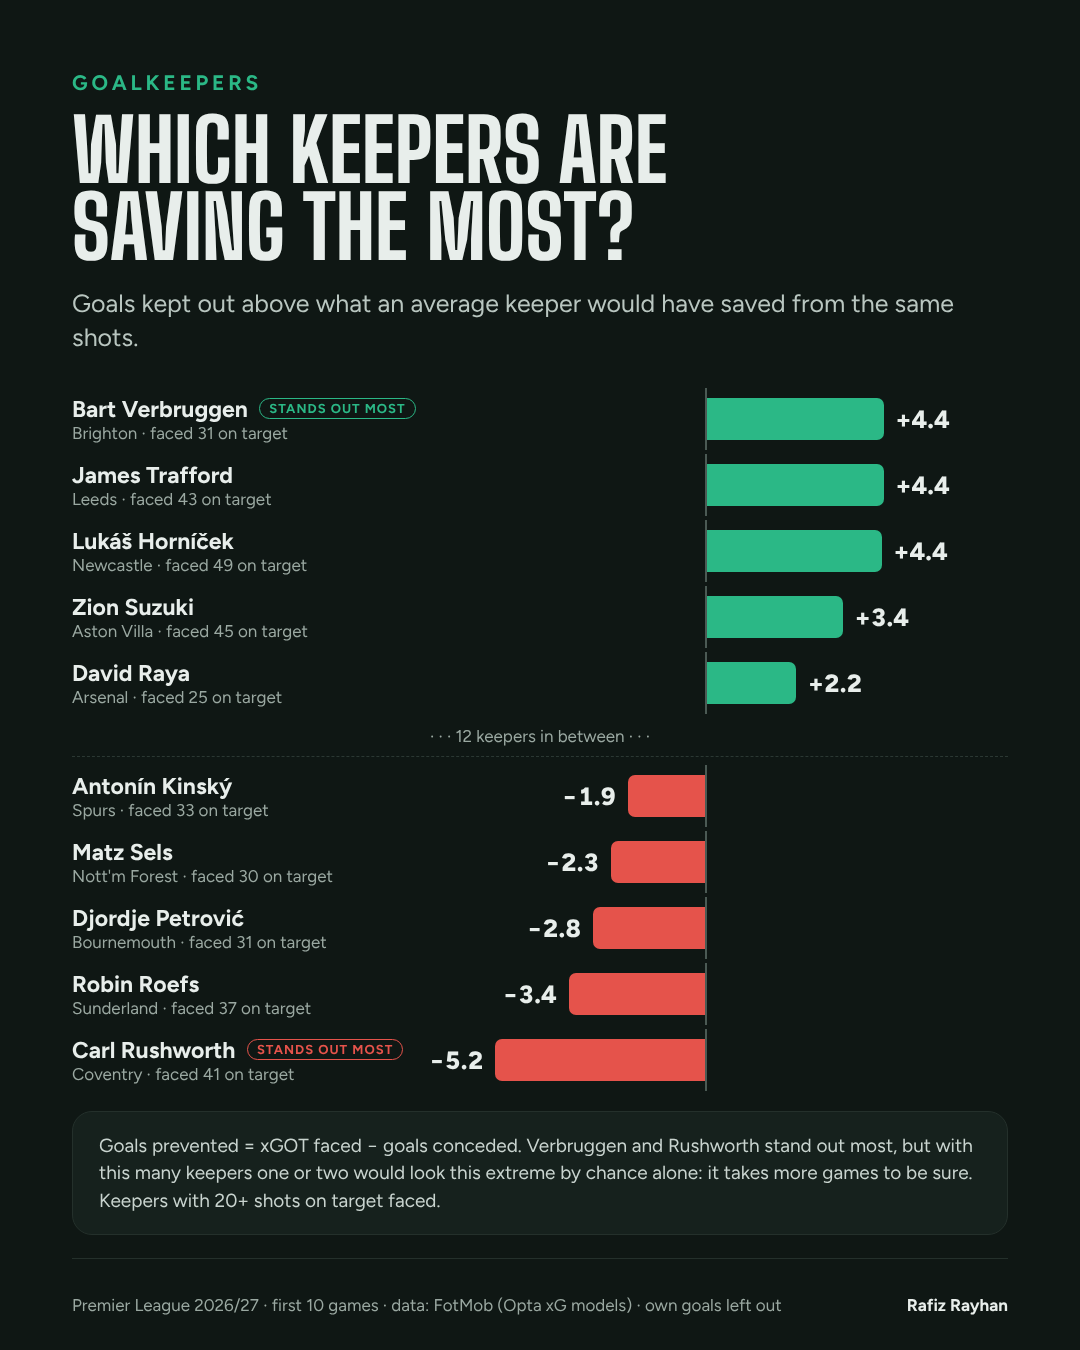 GOALKEEPERS
WHICH KEEPERS ARE
SAVING THE MOST?
Goals kept out above what an average keeper would have saved from the same
shots.
Bart Verbruggen STANDS OUT MOST
Brighton · faced 31 on target
+4.4
James Trafford
Leeds · faced 43 on target
+4.4
Lukáš Horníček
Newcastle · faced 49 on target
+4.4
Zion Suzuki
Aston Villa · faced 45 on target
+3.4
David Raya
Arsenal · faced 25 on target
+2.2
· · · 12 keepers in between · · ·
Antonín Kinský
Spurs · faced 33 on target
−1.9
Matz Sels
Nott'm Forest · faced 30 on target
−2.3
Djordje Petrović
Bournemouth · faced 31 on target
−2.8
Robin Roefs
Sunderland · faced 37 on target
−3.4
Carl Rushworth STANDS OUT MOST
Coventry · faced 41 on target
−5.2
Goals prevented = xGOT faced − goals conceded. Verbruggen and Rushworth stand out most, but with
this many keepers one or two would look this extreme by chance alone: it takes more games to be sure.
Keepers with 20+ shots on target faced.
Premier League 2026/27 · first 10 games · data: FotMob (Opta xG models) · own goals left out
Rafiz Rayhan